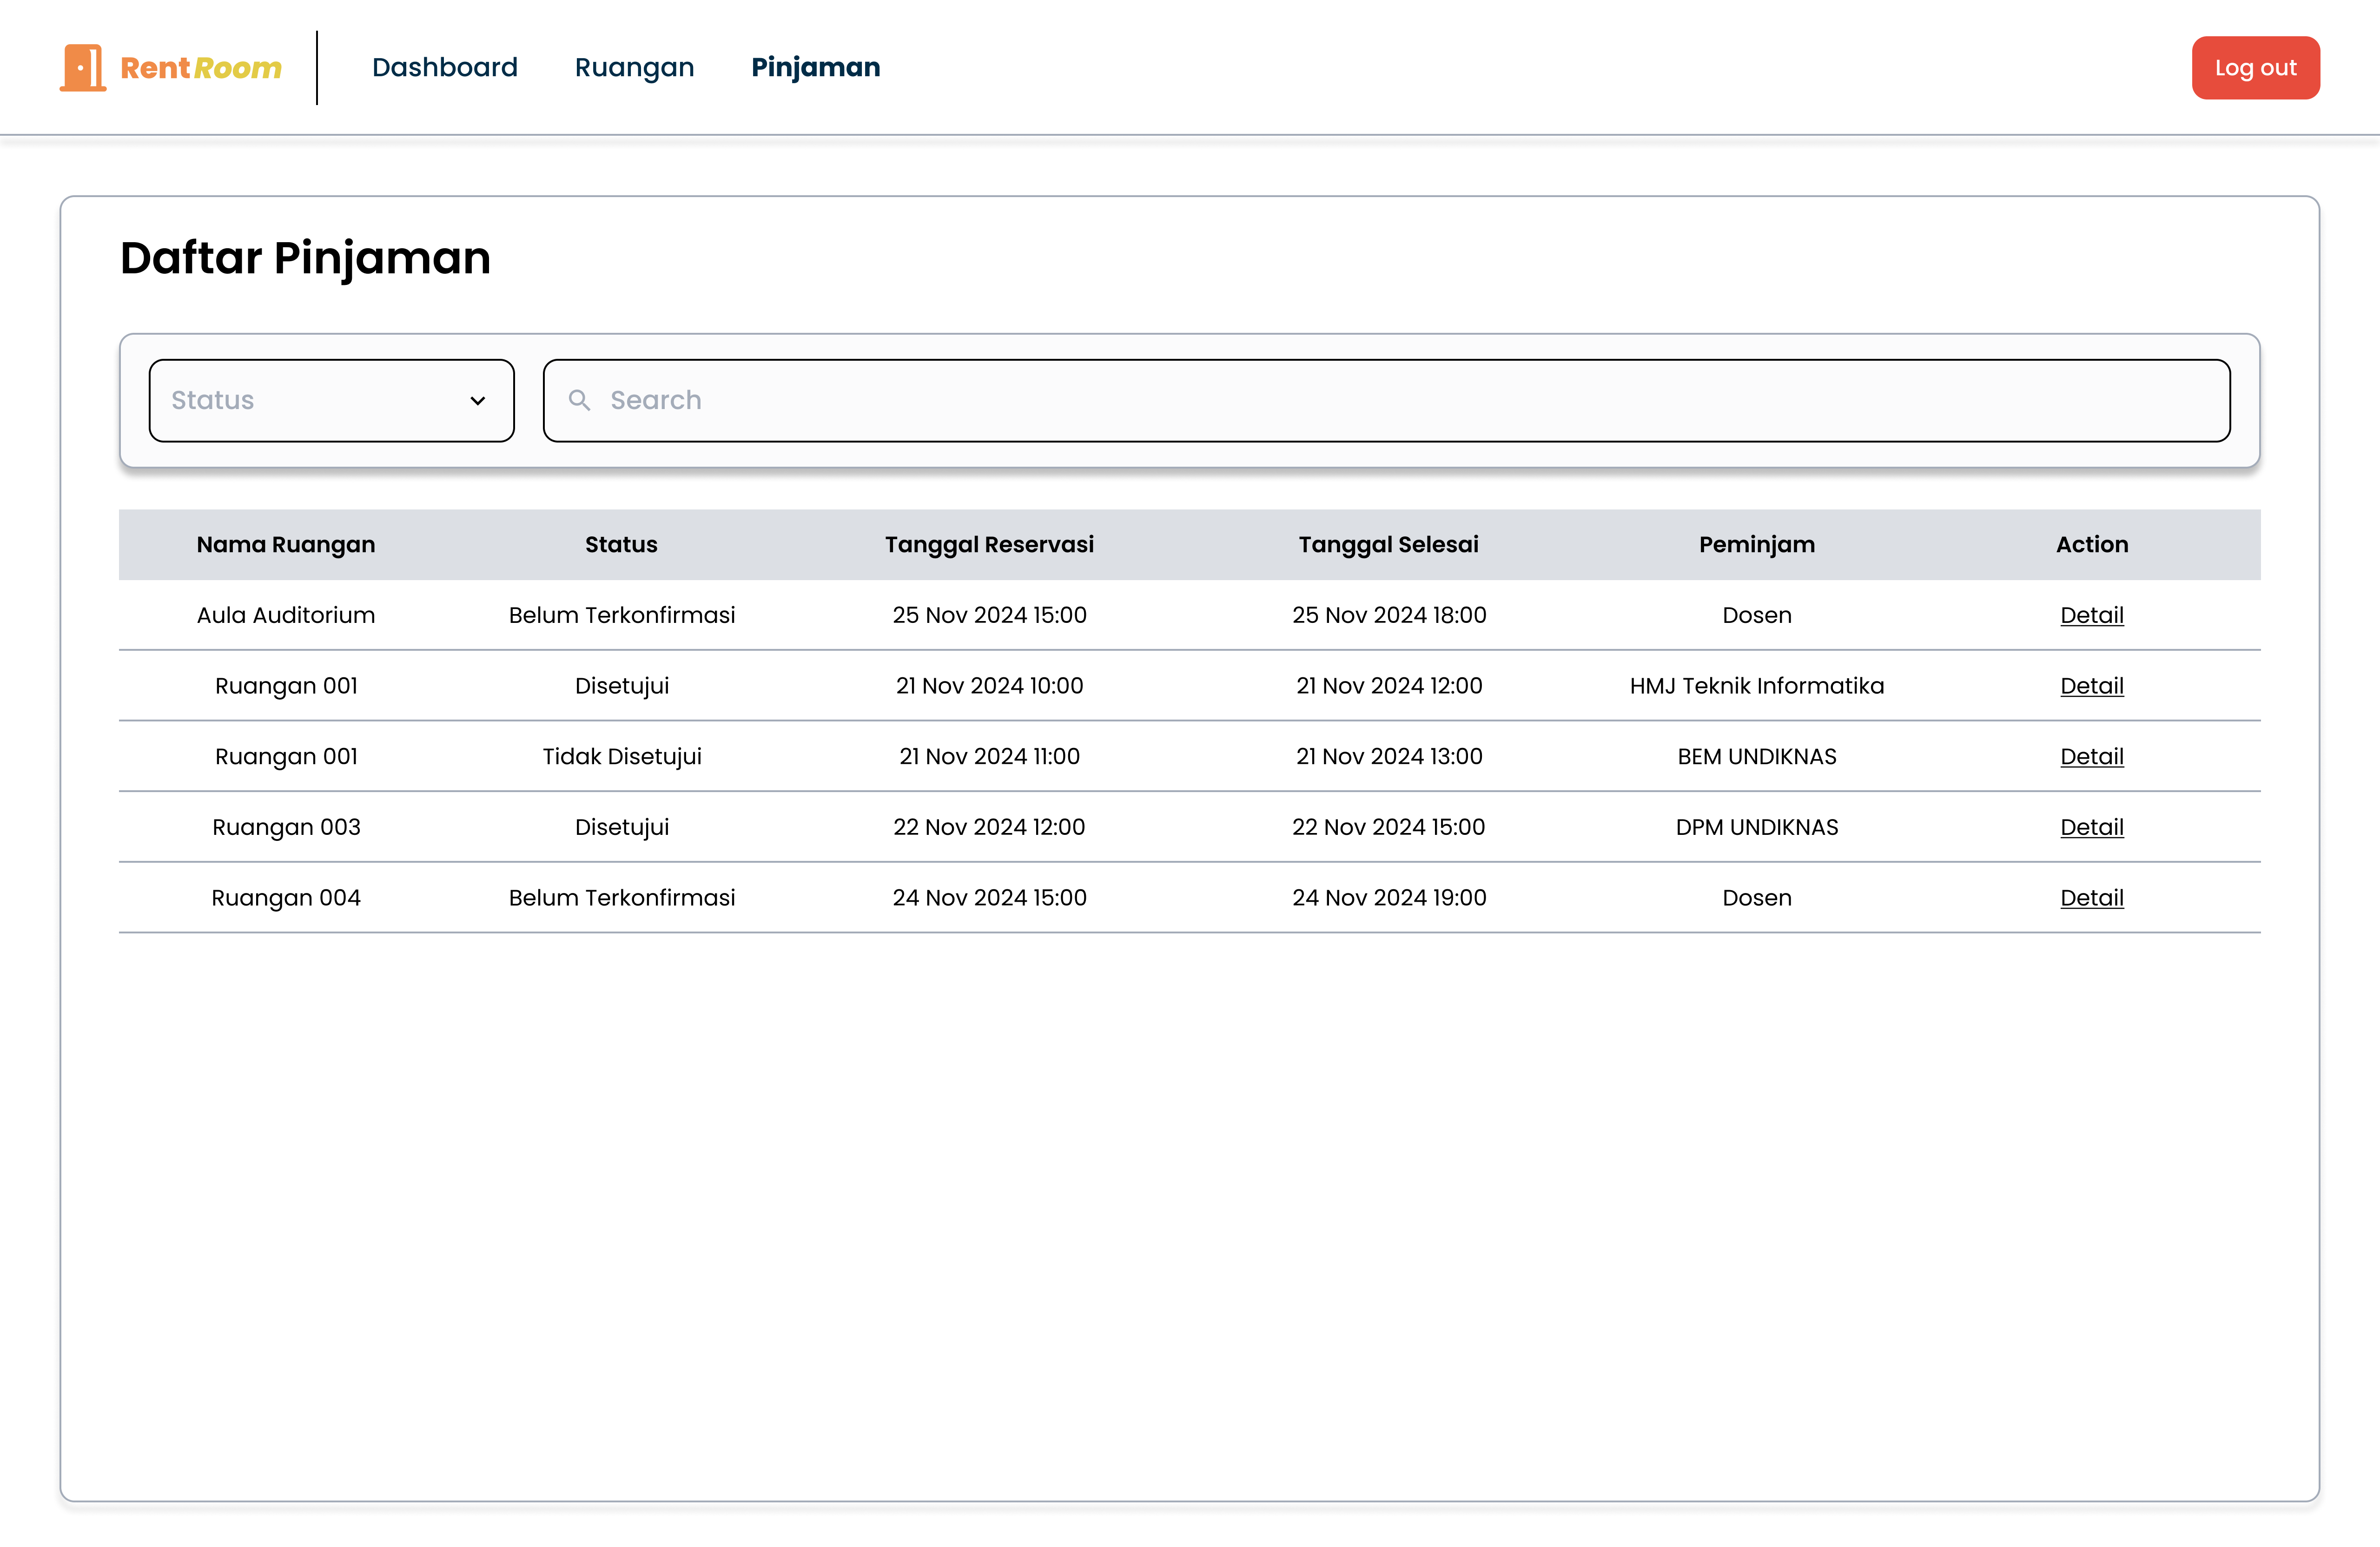 RentRoom Dashboard Ruangan Pinjaman Log out
Daftar Pinjaman
Status Search
Nama Ruangan Status Tanggal Reservasi Tanggal Selesai Peminjam Action
Aula Auditorium Belum Terkonfirmasi 25 Nov 2024 15:00 25 Nov 2024 18:00 Dosen Detail
Ruangan 001 Disetujui 21 Nov 2024 10:00 21 Nov 2024 12:00 HMJ Teknik Informatika Detail
Ruangan 001 Tidak Disetujui 21 Nov 2024 11:00 21 Nov 2024 13:00 BEM UNDIKNAS Detail
Ruangan 003 Disetujui 22 Nov 2024 12:00 22 Nov 2024 15:00 DPM UNDIKNAS Detail
Ruangan 004 Belum Terkonfirmasi 24 Nov 2024 15:00 24 Nov 2024 19:00 Dosen Detail